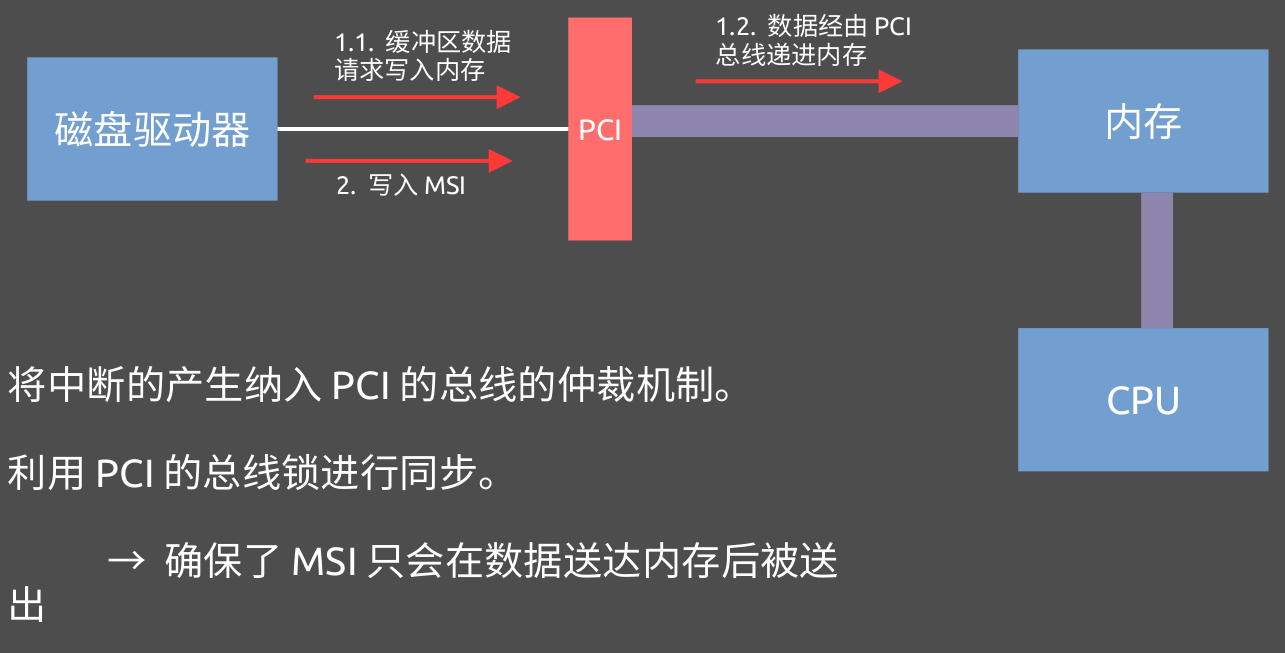 1.1. 缓冲区数据
请求写入内存
1.2. 数据经由 PCI
总线递进内存
磁盘驱动器
PCI
内存
2. 写入 MSI
CPU
将中断的产生纳入 PCI 的总线的仲裁机制。
利用 PCI 的总线锁进行同步。
→ 确保了 MSI 只会在数据送达内存后被送
出